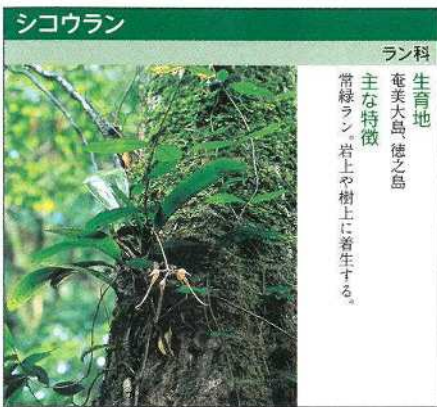 シコウラン
ラン科
生育地
奄美大島、徳之島
主な特徴
常緑ラン。岩上や樹上に着生する。